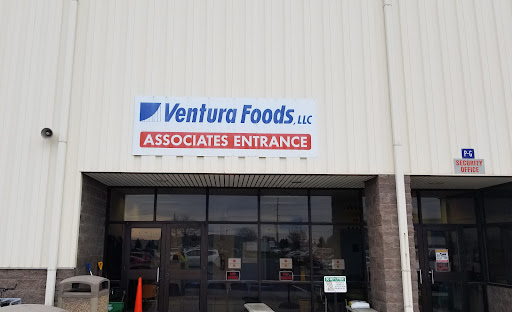 Ventura Foods, LLC
ASSOCIATES ENTRANCE
P-G
SECURITY
OFFICE